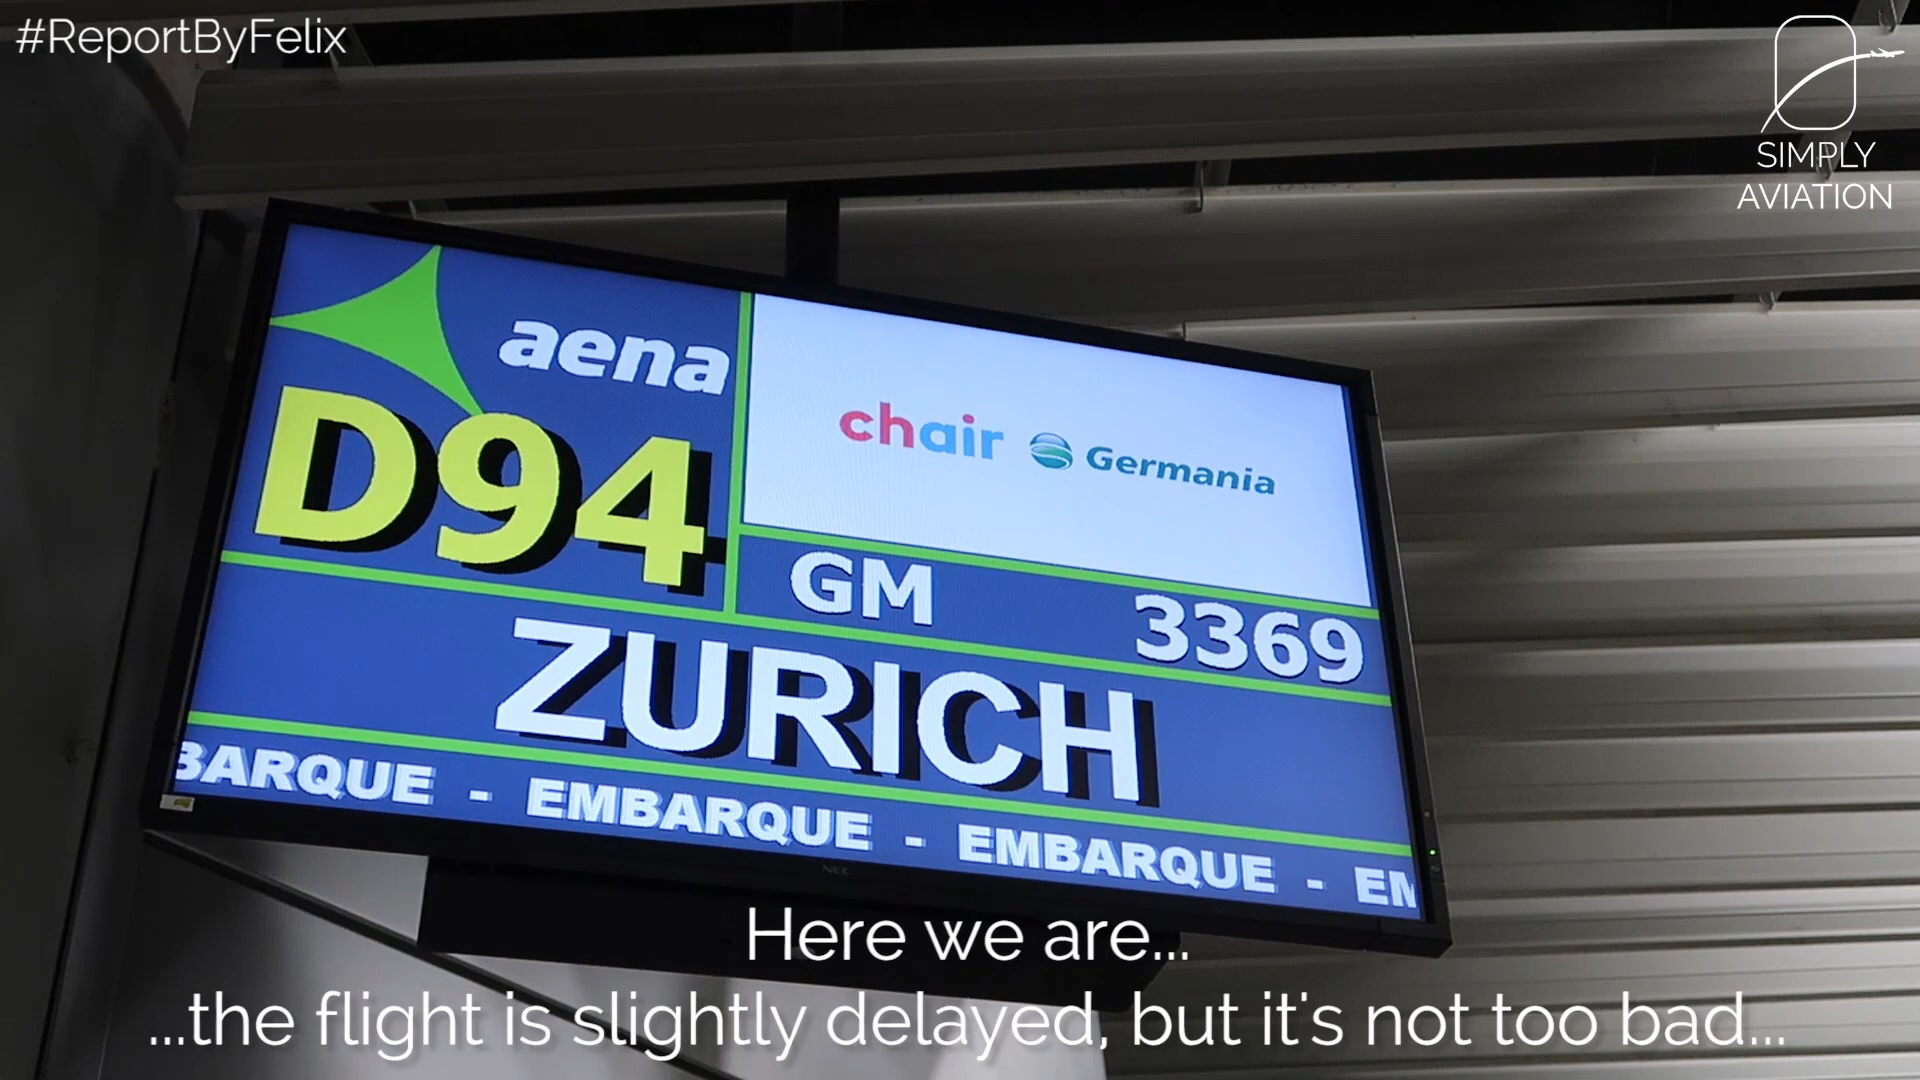 #ReportByFelix
SIMPLY
AVIATION
aena
D94
chair Germania
GM 3369
ZURICH
BARQUE - EMBARQUE - EMBARQUE - EM
NEC
Here we are...
...the flight is slightly delayed, but it's not too bad...